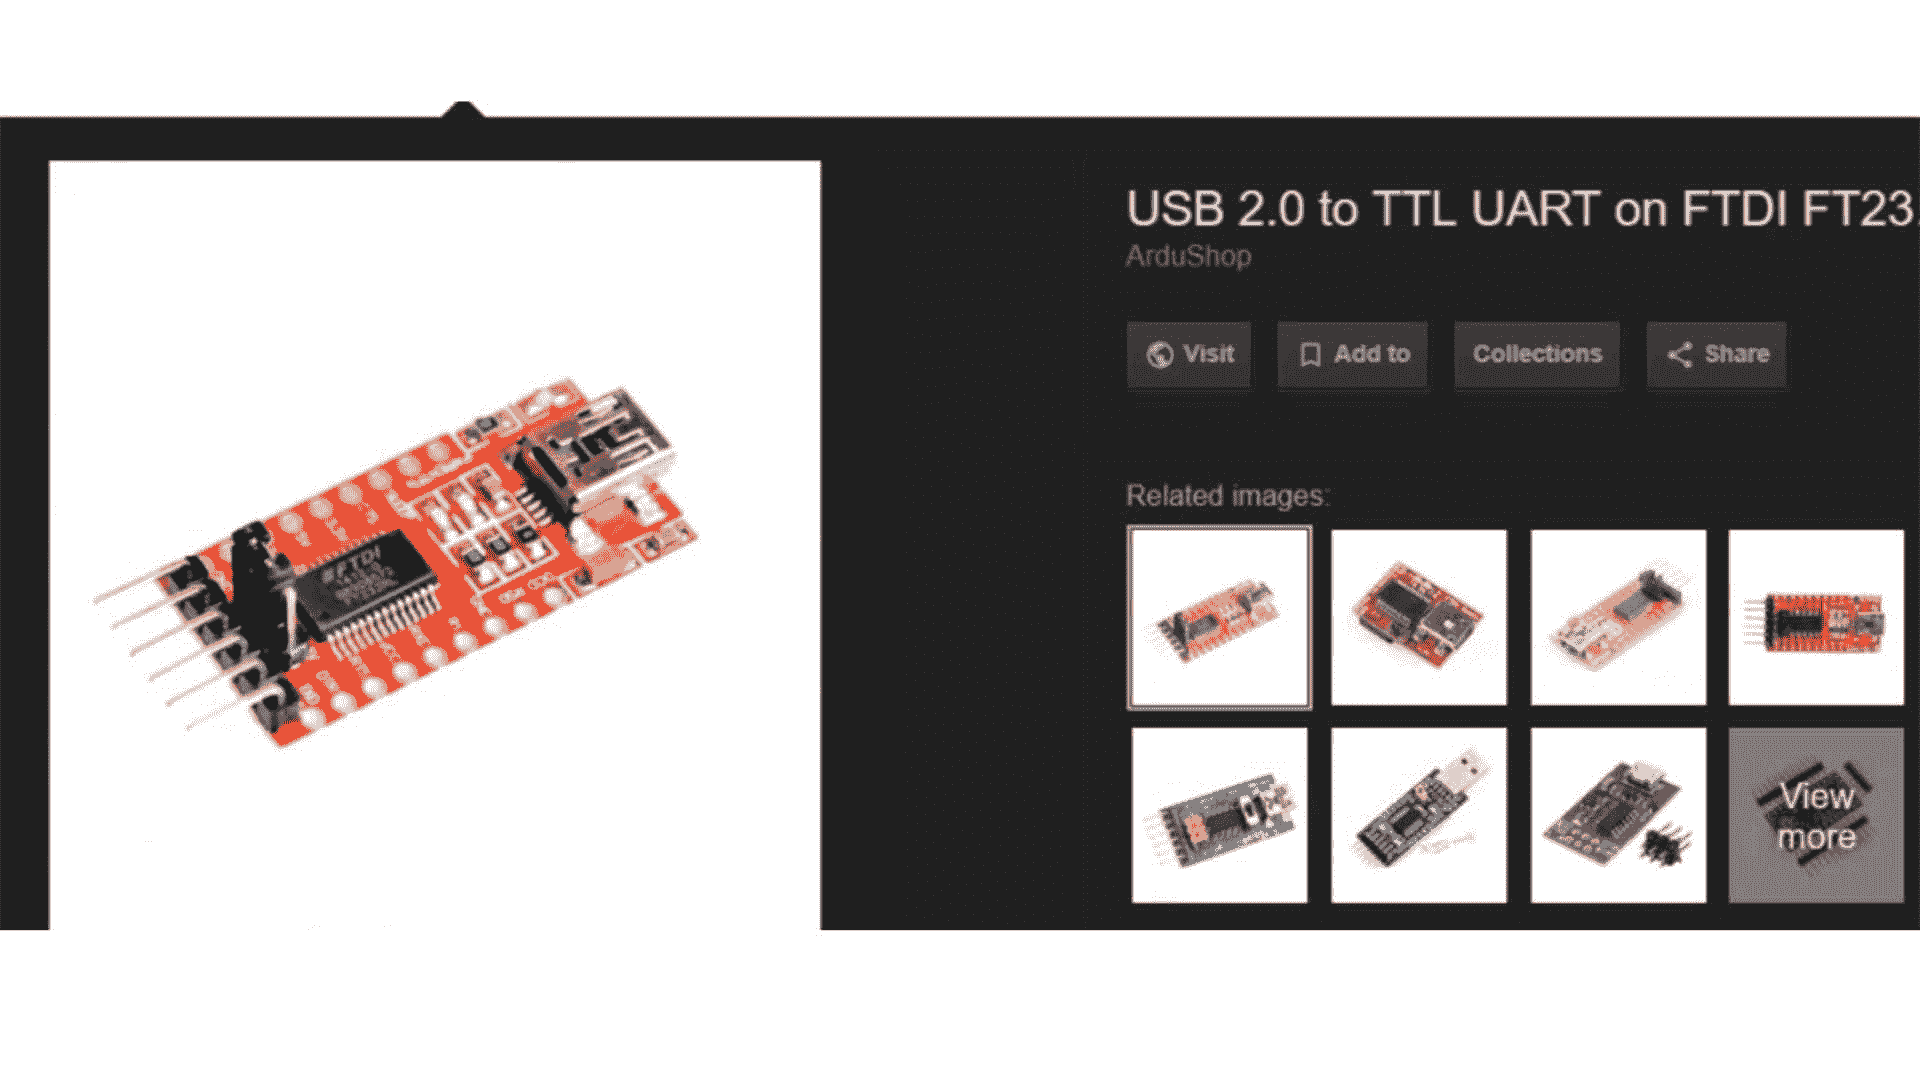 USB 2.0 to TTL UART on FTDI FT23
ArduShop
Visit
Add to
Collections
Share
Related images:
FTDI
View
more